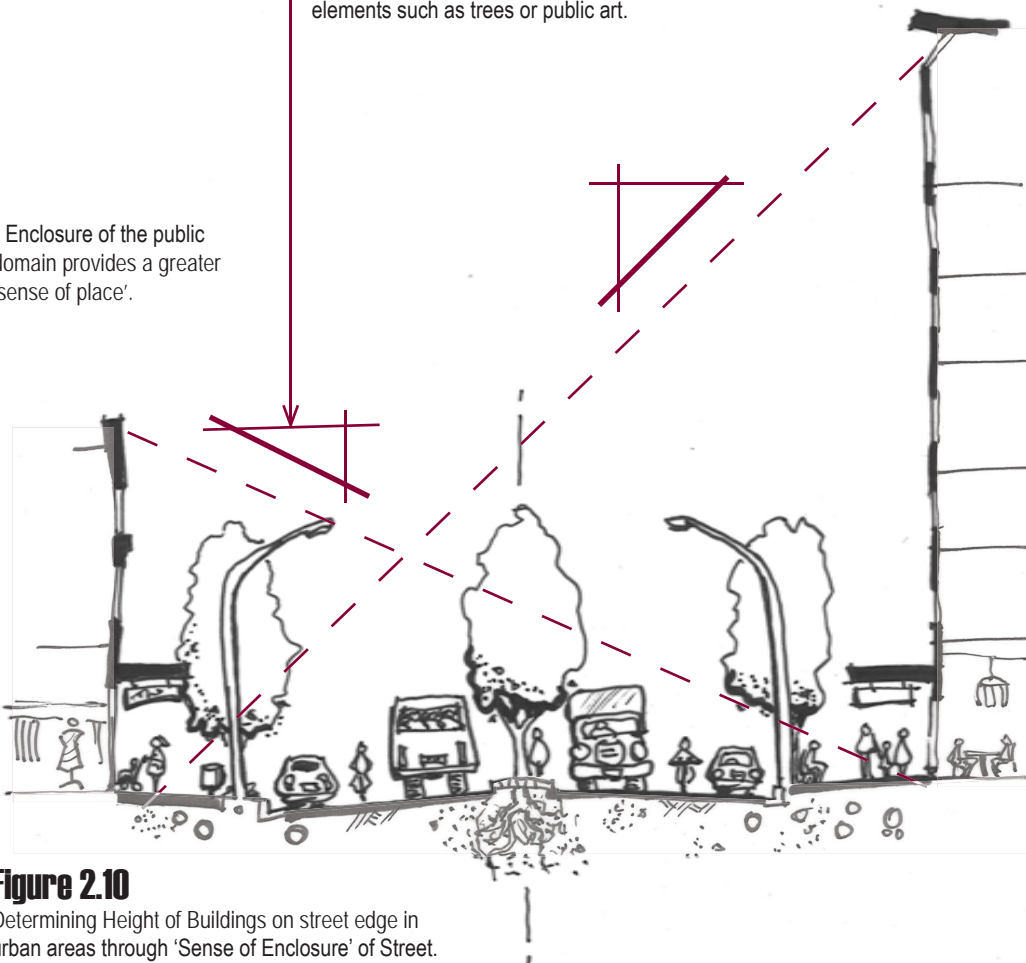 elements such as trees or public art.
Enclosure of the public
domain provides a greater
sense of place'.
Figure 2.10
Determining Height of Buildings on street edge in
urban areas through ‘Sense of Enclosure’ of Street.